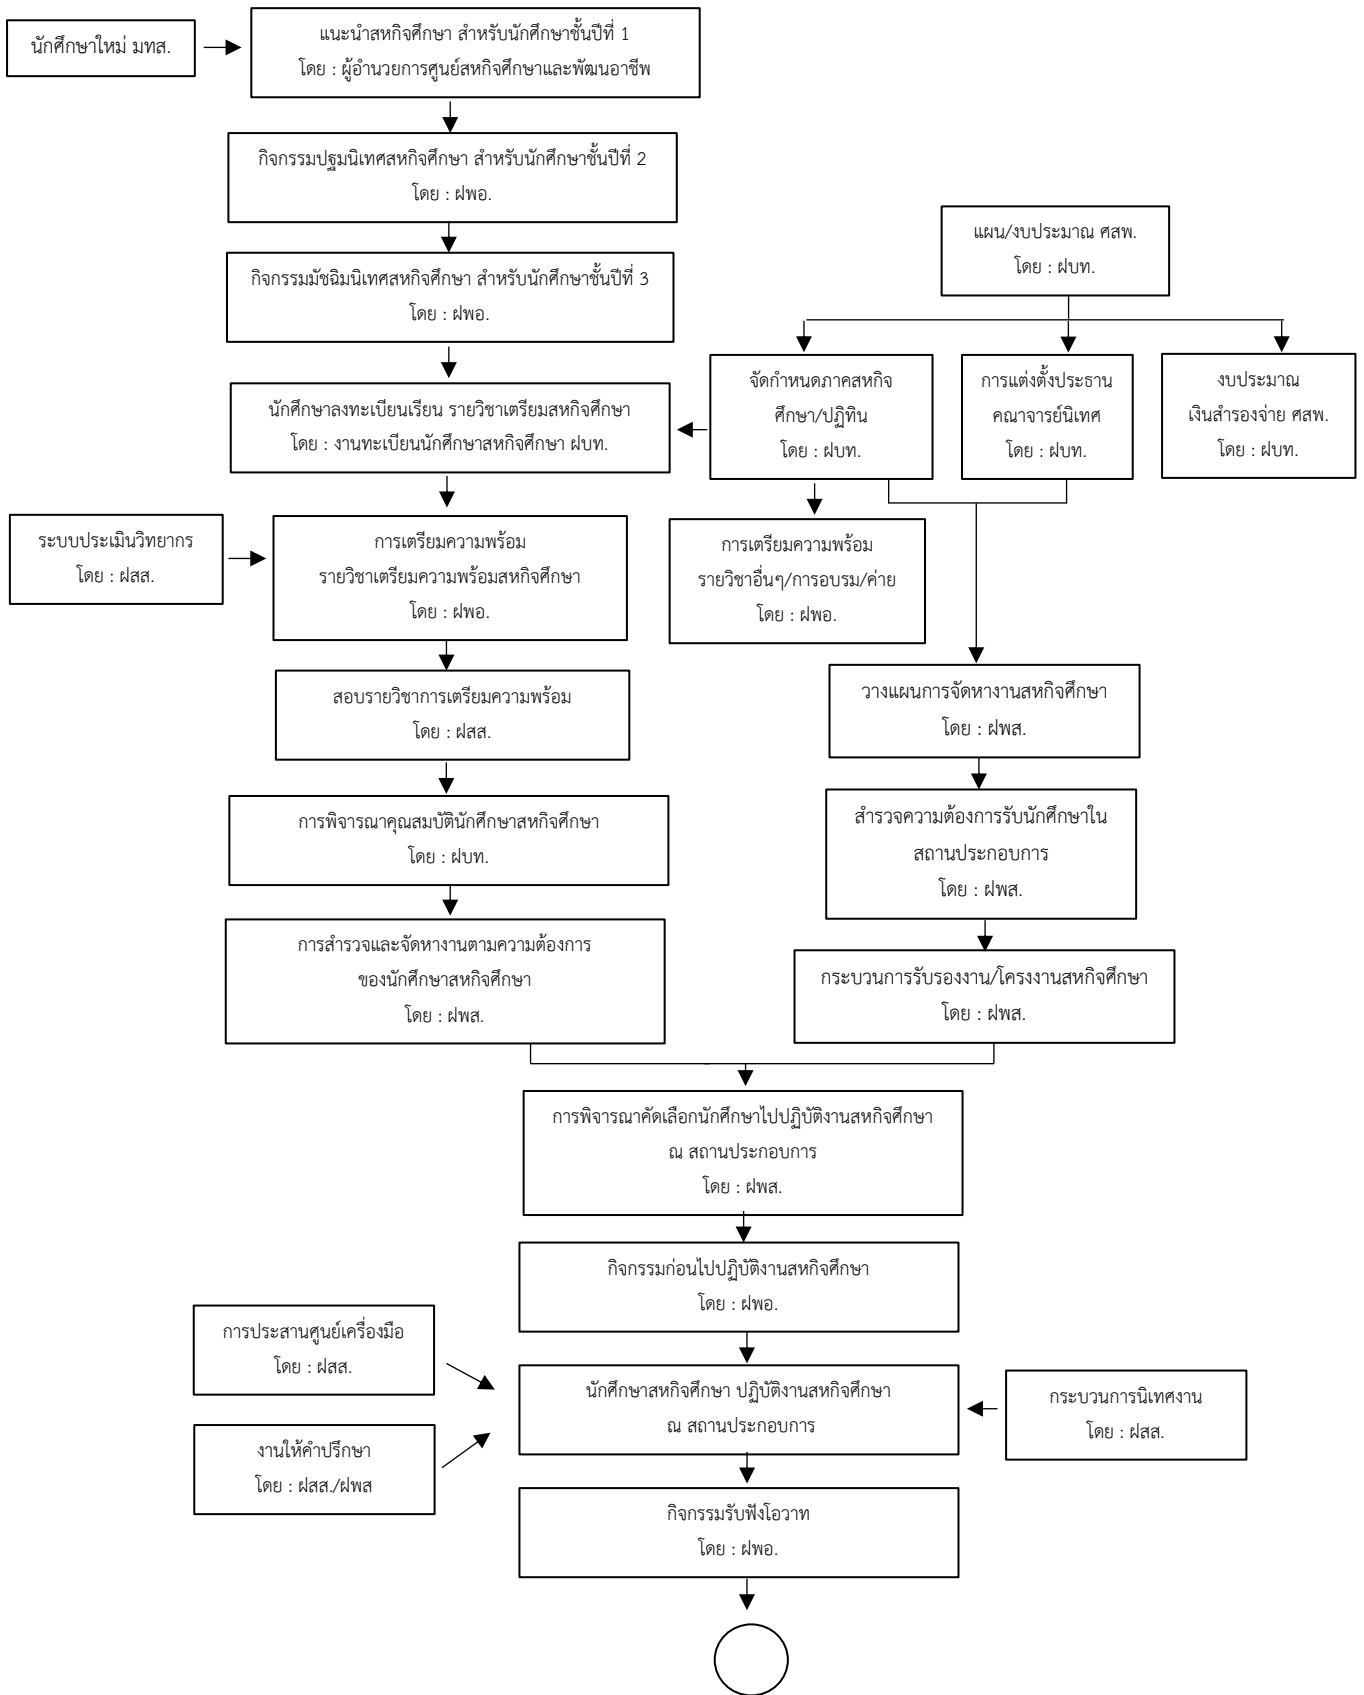 นักศึกษาใหม่ มทส.
แนะนำสหกิจศึกษา สำหรับนักศึกษาชั้นปีที่ 1
โดย : ผู้อำนวยการศูนย์สหกิจศึกษาและพัฒนอาชีพ
กิจกรรมปฐมนิเทศสหกิจศึกษา สำหรับนักศึกษาชั้นปีที่ 2
โดย : ฝพอ.
กิจกรรมมัชฉิมนิเทศสหกิจศึกษา สำหรับนักศึกษาชั้นปีที่ 3
โดย : ฝพอ.
แผน/งบประมาณ ศสพ.
โดย : ฝบท.
นักศึกษาลงทะเบียนเรียน รายวิชาเตรียมสหกิจศึกษา
โดย : งานทะเบียนนักศึกษาสหกิจศึกษา ฝบท.
จัดกำหนดภาคสหกิจ
ศึกษา/ปฏิทิน
โดย : ฝบท.
การแต่งตั้งประธาน
คณาจารย์นิเทศ
โดย : ฝบท.
งบประมาณ
เงินสำรองจ่าย ศสพ.
โดย : ฝบท.
ระบบประเมินวิทยากร
โดย : ฝสส.
การเตรียมความพร้อม
รายวิชาเตรียมความพร้อมสหกิจศึกษา
โดย : ฝพอ.
การเตรียมความพร้อม
รายวิชาอื่นๆ/การอบรม/ค่าย
โดย : ฝพอ.
สอบรายวิชาการเตรียมความพร้อม
โดย : ฝสส.
วางแผนการจัดหางานสหกิจศึกษา
โดย : ฝพส.
การพิจารณาคุณสมบัตินักศึกษาสหกิจศึกษา
โดย : ฝบท.
สำรวจความต้องการรับนักศึกษาใน
สถานประกอบการ
โดย : ฝพส.
การสำรวจและจัดหางานตามความต้องการ
ของนักศึกษาสหกิจศึกษา
โดย : ฝพส.
กระบวนการรับรองงาน/โครงงานสหกิจศึกษา
โดย : ฝพส.
การพิจารณาคัดเลือกนักศึกษาไปปฏิบัติงานสหกิจศึกษา
ณ สถานประกอบการ
โดย : ฝพส.
กิจกรรมก่อนไปปฏิบัติงานสหกิจศึกษา
โดย : ฝพอ.
การประสานศูนย์เครื่องมือ
โดย : ฝสส.
นักศึกษาสหกิจศึกษา ปฏิบัติงานสหกิจศึกษา
ณ สถานประกอบการ
กระบวนการนิเทศงาน
โดย : ฝสส.
งานให้คำปรึกษา
โดย : ฝสส./ฝพส
กิจกรรมรับฟังโอวาท
โดย : ฝพอ.